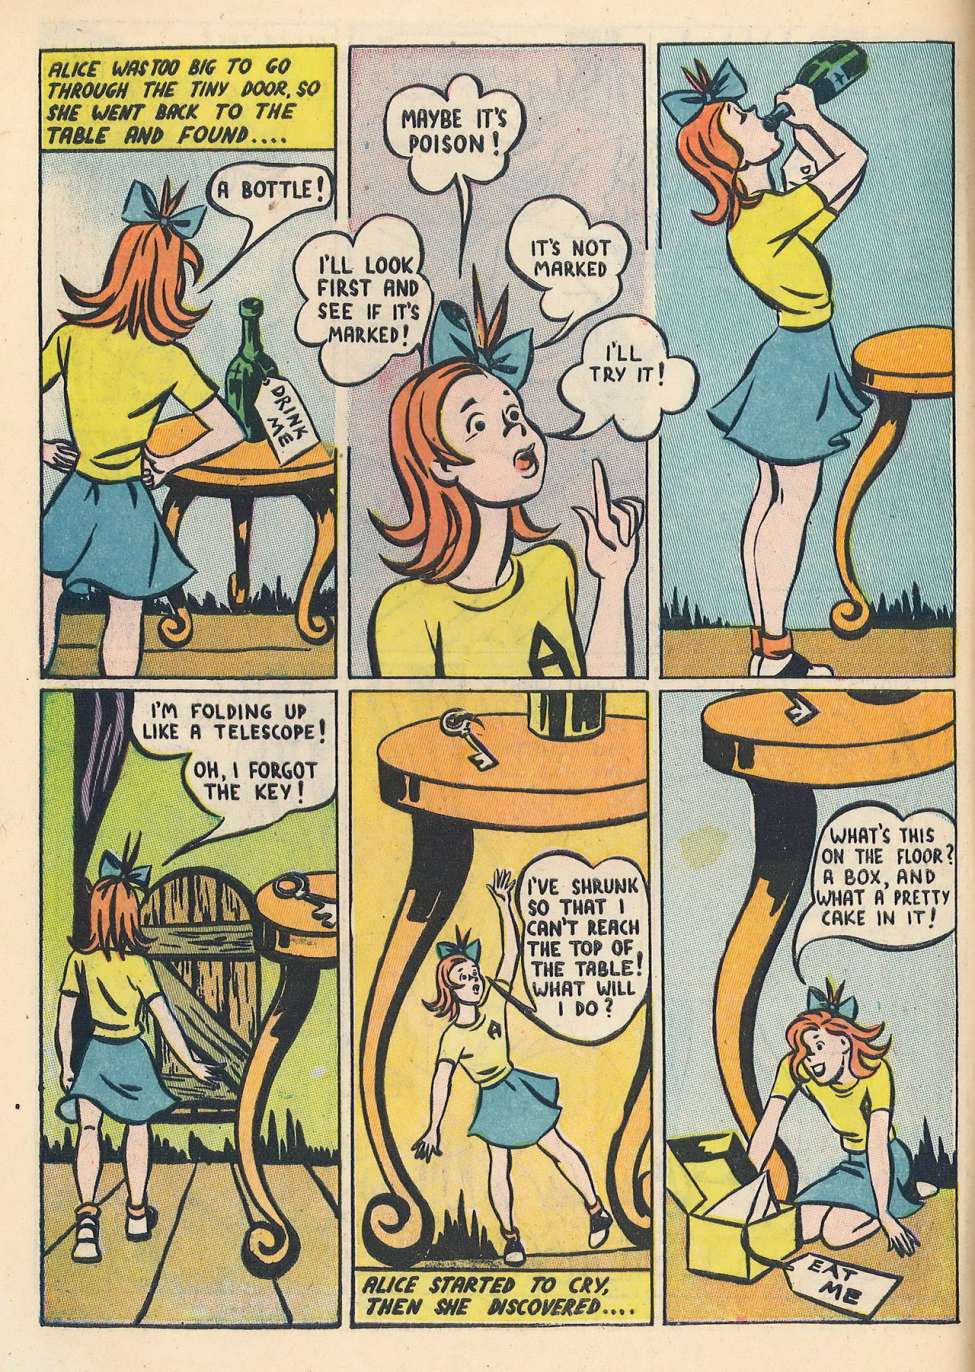 ALICE WAS TOO BIG TO GO
THROUGH THE TINY DOOR, SO
SHE WENT BACK TO THE
TABLE AND FOUND....
A BOTTLE!
DRINK
ME
MAYBE IT'S
POISON!
I'LL LOOK
FIRST AND
SEE IF IT'S
MARKED!
IT'S NOT
MARKED
I'LL
TRY IT!
A
D
I'M FOLDING UP
LIKE A TELESCOPE!
OH, I FORGOT
THE KEY!
I'VE SHRUNK
SO THAT I
CAN'T REACH
THE TOP OF
THE TABLE!
WHAT WILL
I DO?
A
ALICE STARTED TO CRY,
THEN SHE DISCOVERED....
WHAT'S THIS
ON THE FLOOR?
A BOX, AND
WHAT A PRETTY
CAKE IN IT!
EAT
ME